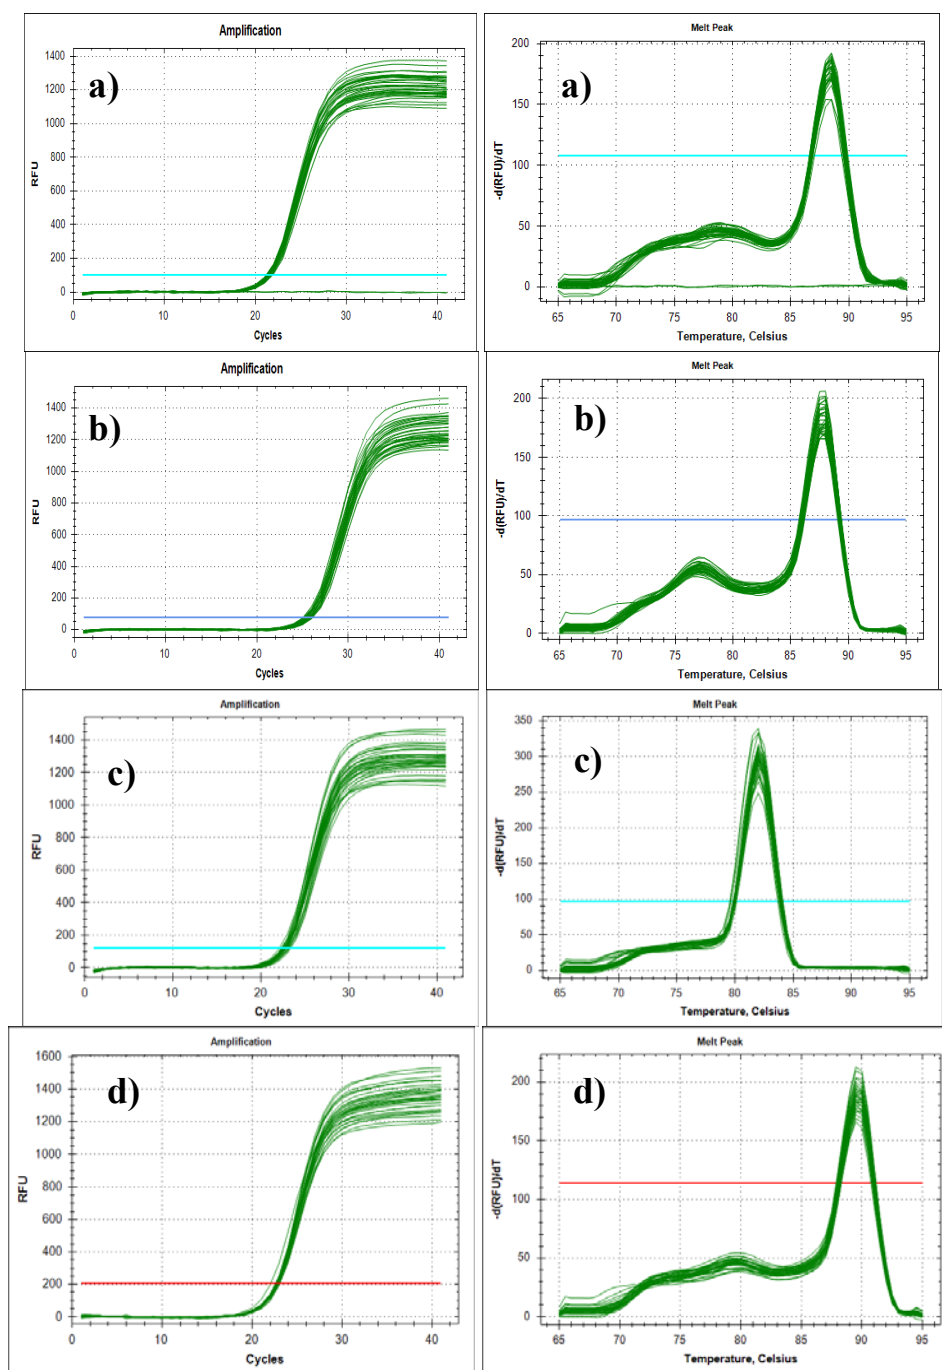 Amplification
a)
RFU
1400
1200
1000
800
600
400
200
0
0 10 20 30 40
Cycles
Melt Peak
a)
-d(RFU)/dT
200
150
100
50
0
65 70 75 80 85 90 95
Temperature, Celsius
Amplification
b)
RFU
1400
1200
1000
800
600
400
200
0
0 10 20 30 40
Cycles
Melt Peak
b)
-d(RFU)/dT
200
150
100
50
0
65 70 75 80 85 90 95
Temperature, Celsius
Amplification
c)
RFU
1400
1200
1000
800
600
400
200
0
0 10 20 30 40
Cycles
Melt Peak
c)
-d(RFU)/dT
350
300
250
200
150
100
50
0
65 70 75 80 85 90 95
Temperature, Celsius
Amplification
d)
RFU
1600
1400
1200
1000
800
600
400
200
0
0 10 20 30 40
Cycles
Melt Peak
d)
-d(RFU)/dT
200
150
100
50
0
65 70 75 80 85 90 95
Temperature, Celsius